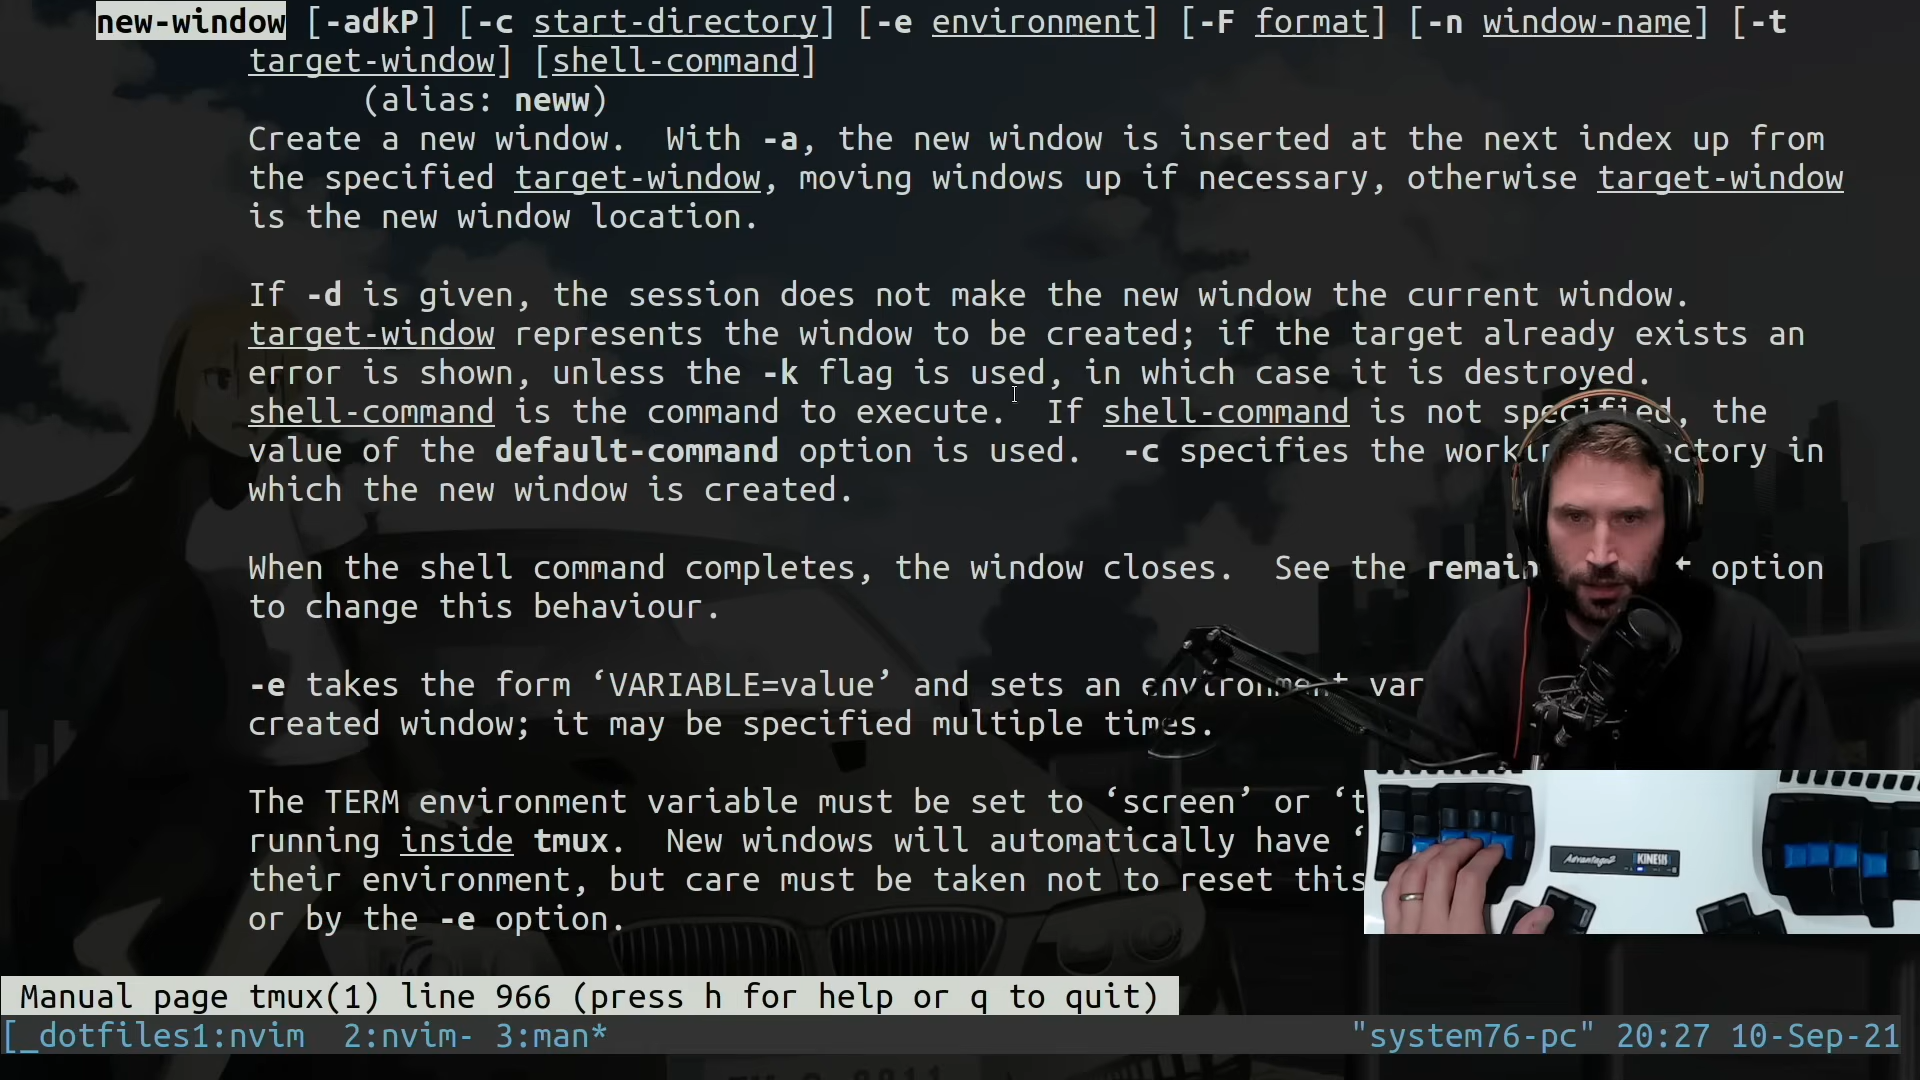 new-window [-adkP] [-c start-directory] [-e environment] [-F format] [-n window-name] [-t
target-window] [shell-command]
(alias: neww)
Create a new window.  With -a, the new window is inserted at the next index up from
the specified target-window, moving windows up if necessary, otherwise target-window
is the new window location.
If -d is given, the session does not make the new window the current window.
target-window represents the window to be created; if the target already exists an
error is shown, unless the -k flag is used, in which case it is destroyed.
shell-command is the command to execute.  If shell-command is not specified, the
value of the default-command option is used.  -c specifies the working directory in
which the new window is created.
When the shell command completes, the window closes.  See the remain option
to change this behaviour.
-e takes the form ‘VARIABLE=value’ and sets an environment var
created window; it may be specified multiple times.
The TERM environment variable must be set to ‘screen’ or ‘t
running inside tmux.  New windows will automatically have ‘
their environment, but care must be taken not to reset this
or by the -e option.
Advantage2 KINESIS
Manual page tmux(1) line 966 (press h for help or q to quit)
[_dotfiles1:nvim  2:nvim- 3:man* "system76-pc" 20:27 10-Sep-21